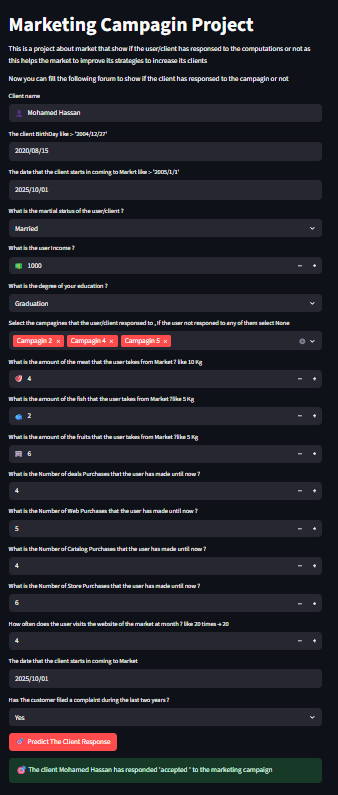 Marketing Campagin Project
This is a project about market that show if the user/client has responsed to the computations or not as
this helps the market to improve its strategies to increase its clients
Now you can fill the following forum to show if the client has responsed to the campagin or not
Client name
Mohamed Hassan
The client BirthDay like :- '2004/12/27'
2020/08/15
The date that the client starts in coming to Markrt like :- '2005/1/1'
2025/10/01
What is the martial status of the user/client ?
Married
What is the user Income ?
1000
What is the degree of your education ?
Graduation
Select the campagines that the user/client responsed to , if the user not responsed to any of them select None
Campagin 2 × Campagin 4 × Campagin 5 ×
What is the amount of the meat that the user takes from Market ? like 10 Kg
4
What is the amount of the fish that the user takes from Market ?like 5 Kg
2
What is the amount of the fruits that the user takes from Market ?like 5 Kg
6
What is the Number of deals Purchases that the user has made until now ?
4
What is the Number of Web Purchases that the user has made until now ?
5
What is the Number of Catalog Purchases that the user has made until now ?
4
What is the Number of Store Purchases that the user has made until now ?
6
How often does the user visits the website of the market at month ? like 20 times → 20
4
The date that the client starts in coming to Market
2025/10/01
Has The customer filed a complaint during the last two years ?
Yes
Predict The Client Response
The client Mohamed Hassan has responsed 'accepted ' to the marketing campaign